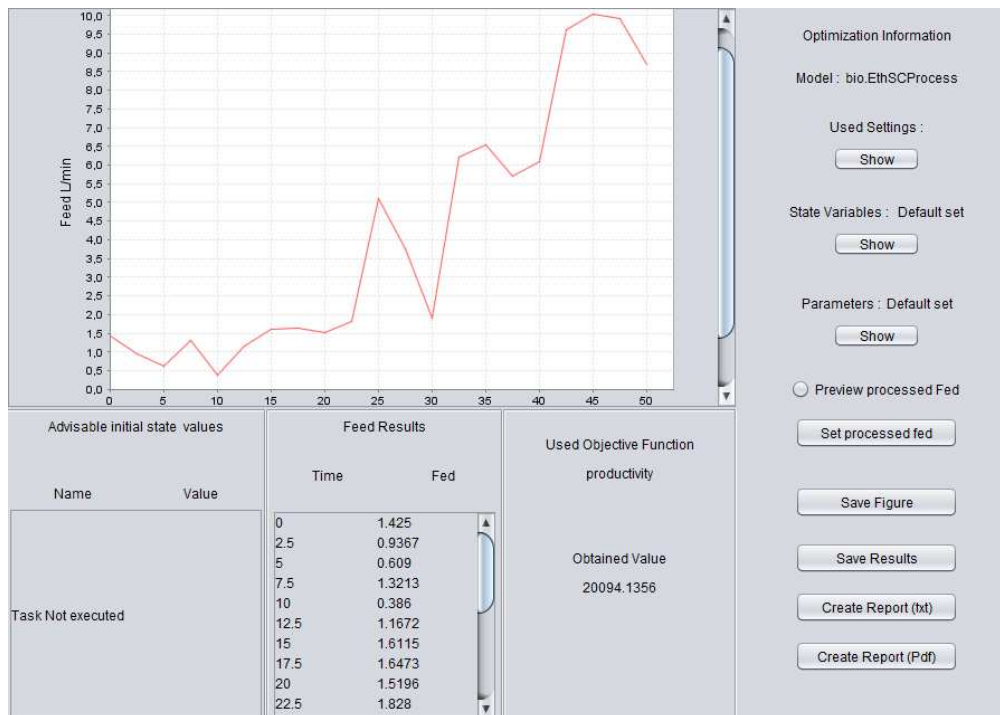 10,0
9,5
9,0
8,5
8,0
7,5
7,0
6,5
6,0
5,5
5,0
4,5
4,0
3,5
3,0
2,5
2,0
1,5
1,0
0,5
0,0
Feed L/min
0 5 10 15 20 25 30 35 40 45 50
Optimization Information
Model : bio.EthSCProcess
Used Settings :
Show
State Variables : Default set
Show
Parameters : Default set
Show
Preview processed Fed
Set processed fed
Save Figure
Save Results
Create Report (txt)
Create Report (Pdf)
Advisable initial state values
Name Value
Task Not executed
Feed Results
Time Fed
0 1.425
2.5 0.9367
5 0.609
7.5 1.3213
10 0.386
12.5 1.1672
15 1.6115
17.5 1.6473
20 1.5196
22.5 1.828
Used Objective Function
productivity
Obtained Value
20094.1356